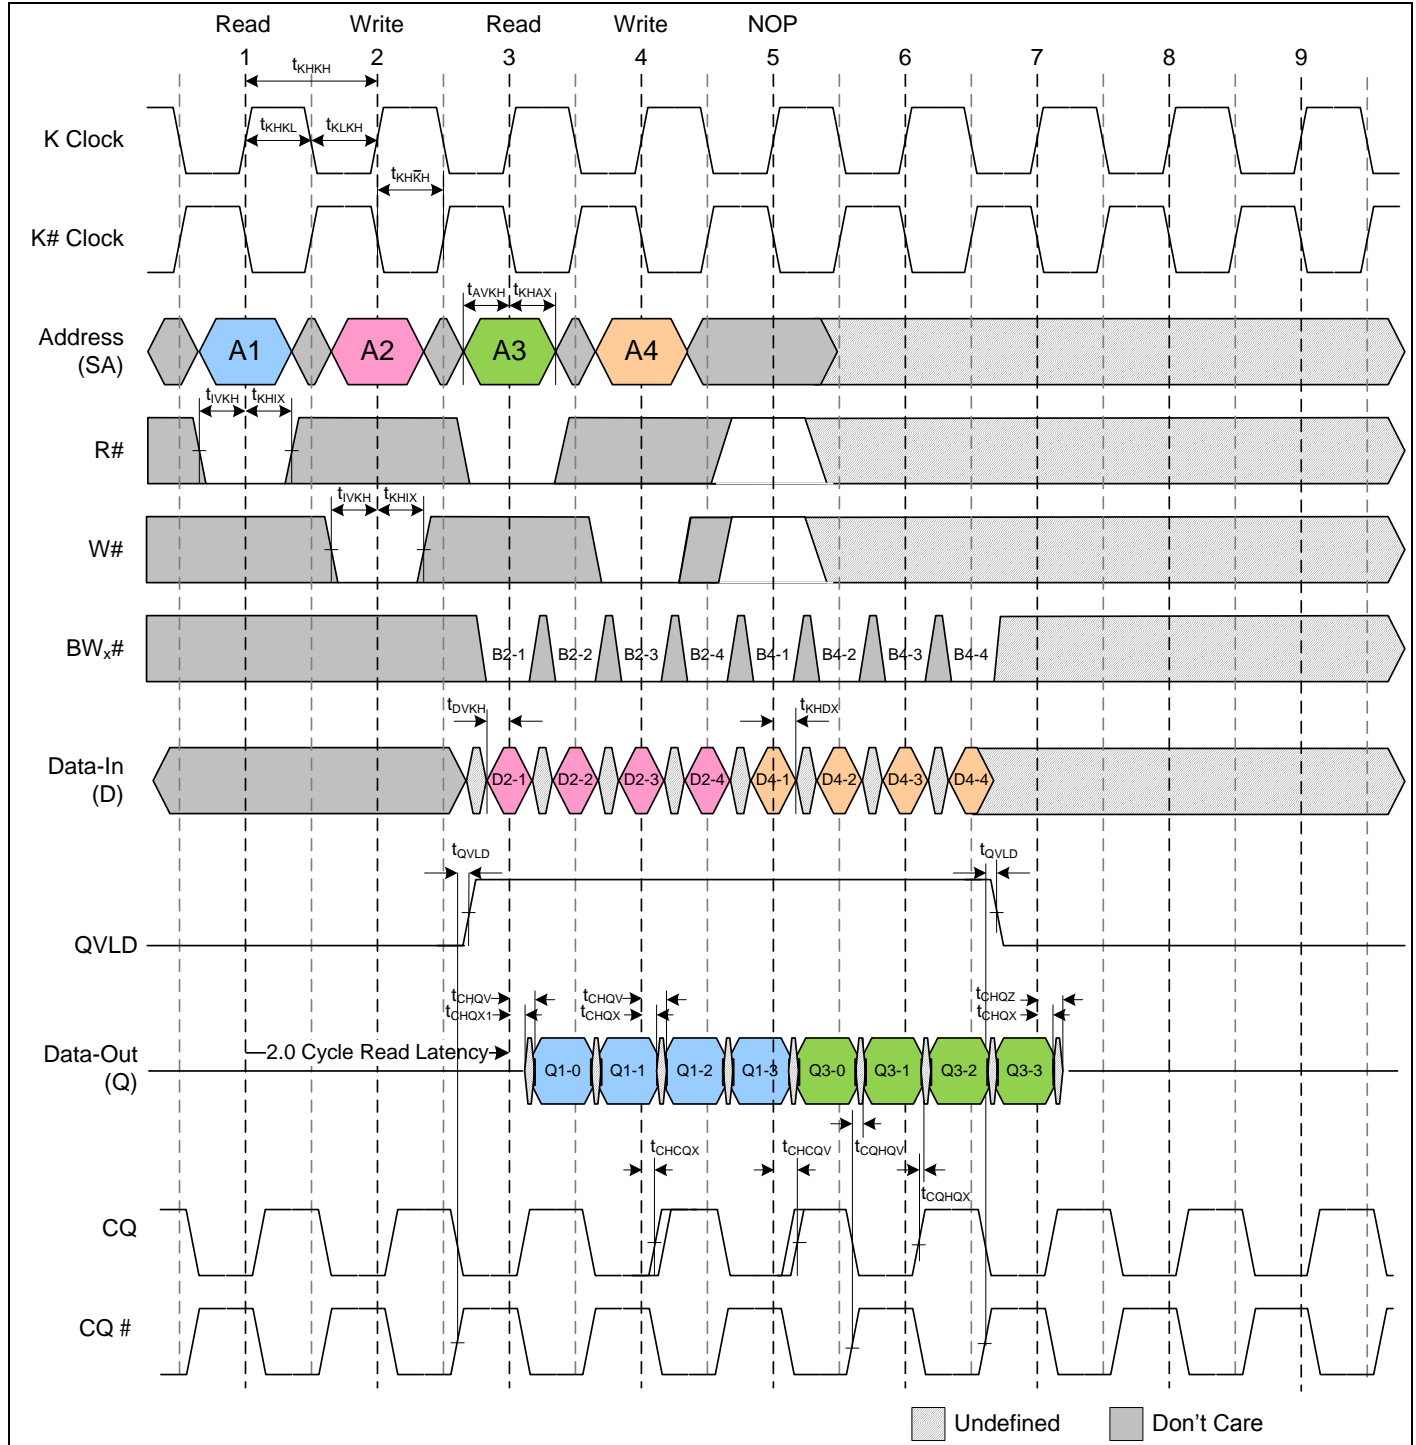 Read Write Read Write NOP
1 2 3 4 5 6 7 8 9
tKHKH
K Clock
tKHKL tKLKH
tKHK̄H
K# Clock
tAVKH tKHAX
Address
(SA)
A1 A2 A3 A4
tIVKH tKHIX
R#
tIVKH tKHIX
W#
BWx#
B2-1 B2-2 B2-3 B2-4 B4-1 B4-2 B4-3 B4-4
tDVKH tKHDX
Data-In
(D)
D2-1 D2-2 D2-3 D2-4 D4-1 D4-2 D4-3 D4-4
tQVLD tQVLD
QVLD
tCHQV tCHQV tCHQZ
tCHQX1 tCHQX tCHQX
Data-Out
(Q)
2.0 Cycle Read Latency
Q1-0 Q1-1 Q1-2 Q1-3 Q3-0 Q3-1 Q3-2 Q3-3
tCHCQX tCHCQV tCQHQV
tCQHQX
CQ
CQ #
Undefined Don't Care